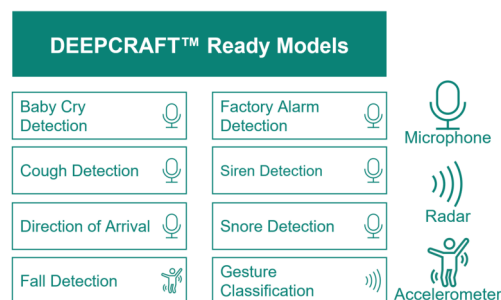 DEEPCRAFT™ Ready Models
Baby Cry
Detection
Factory Alarm
Detection
Microphone
Cough Detection
Siren Detection
Radar
Direction of Arrival
Snore Detection
Fall Detection
Gesture
Classification
Accelerometer